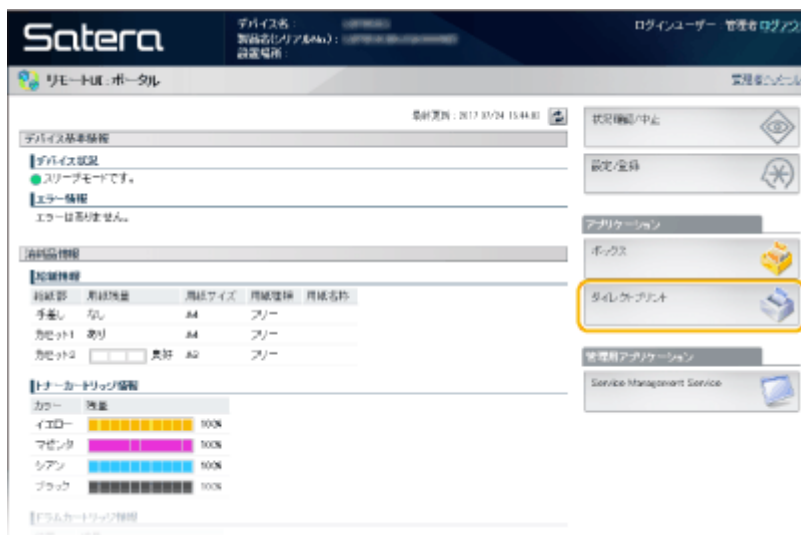 Satera
デバイス名 :
製品名(シリアルNo.) :
設置場所 :
ログインユーザー : 管理者 ログアウト
リモートUI : ポータル
管理者へメール
最終更新 : 2017 07/24 15:44:03
デバイス基本情報
デバイス状況
スリープモードです。
エラー情報
エラーはありません。
消耗品情報
給紙情報
給紙部 用紙残量 用紙サイズ 用紙種類 用紙名称
手差し なし A4 フリー
カセット1 あり A4 フリー
カセット2 良好 A3 フリー
トナーカートリッジ情報
カラー 残量
イエロー 100%
マゼンタ 100%
シアン 100%
ブラック 100%
ドラムカートリッジ情報
状況確認/中止
設定/登録
アプリケーション
ボックス
ダイレクトプリント
管理用アプリケーション
Service Management Service